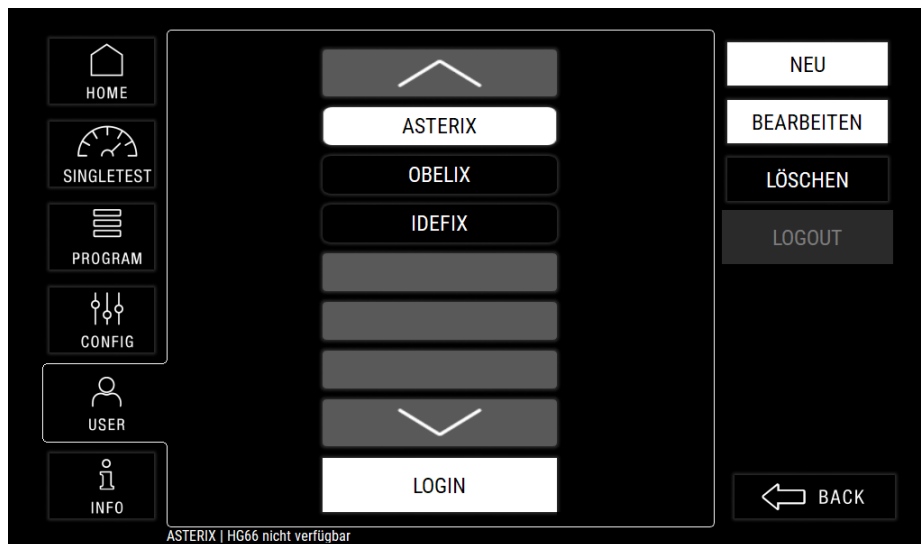 HOME
SINGLETEST
PROGRAM
CONFIG
USER
INFO
ASTERIX
OBELIX
IDEFIX
LOGIN
NEU
BEARBEITEN
LÖSCHEN
LOGOUT
BACK
ASTERIX | HG66 nicht verfügbar